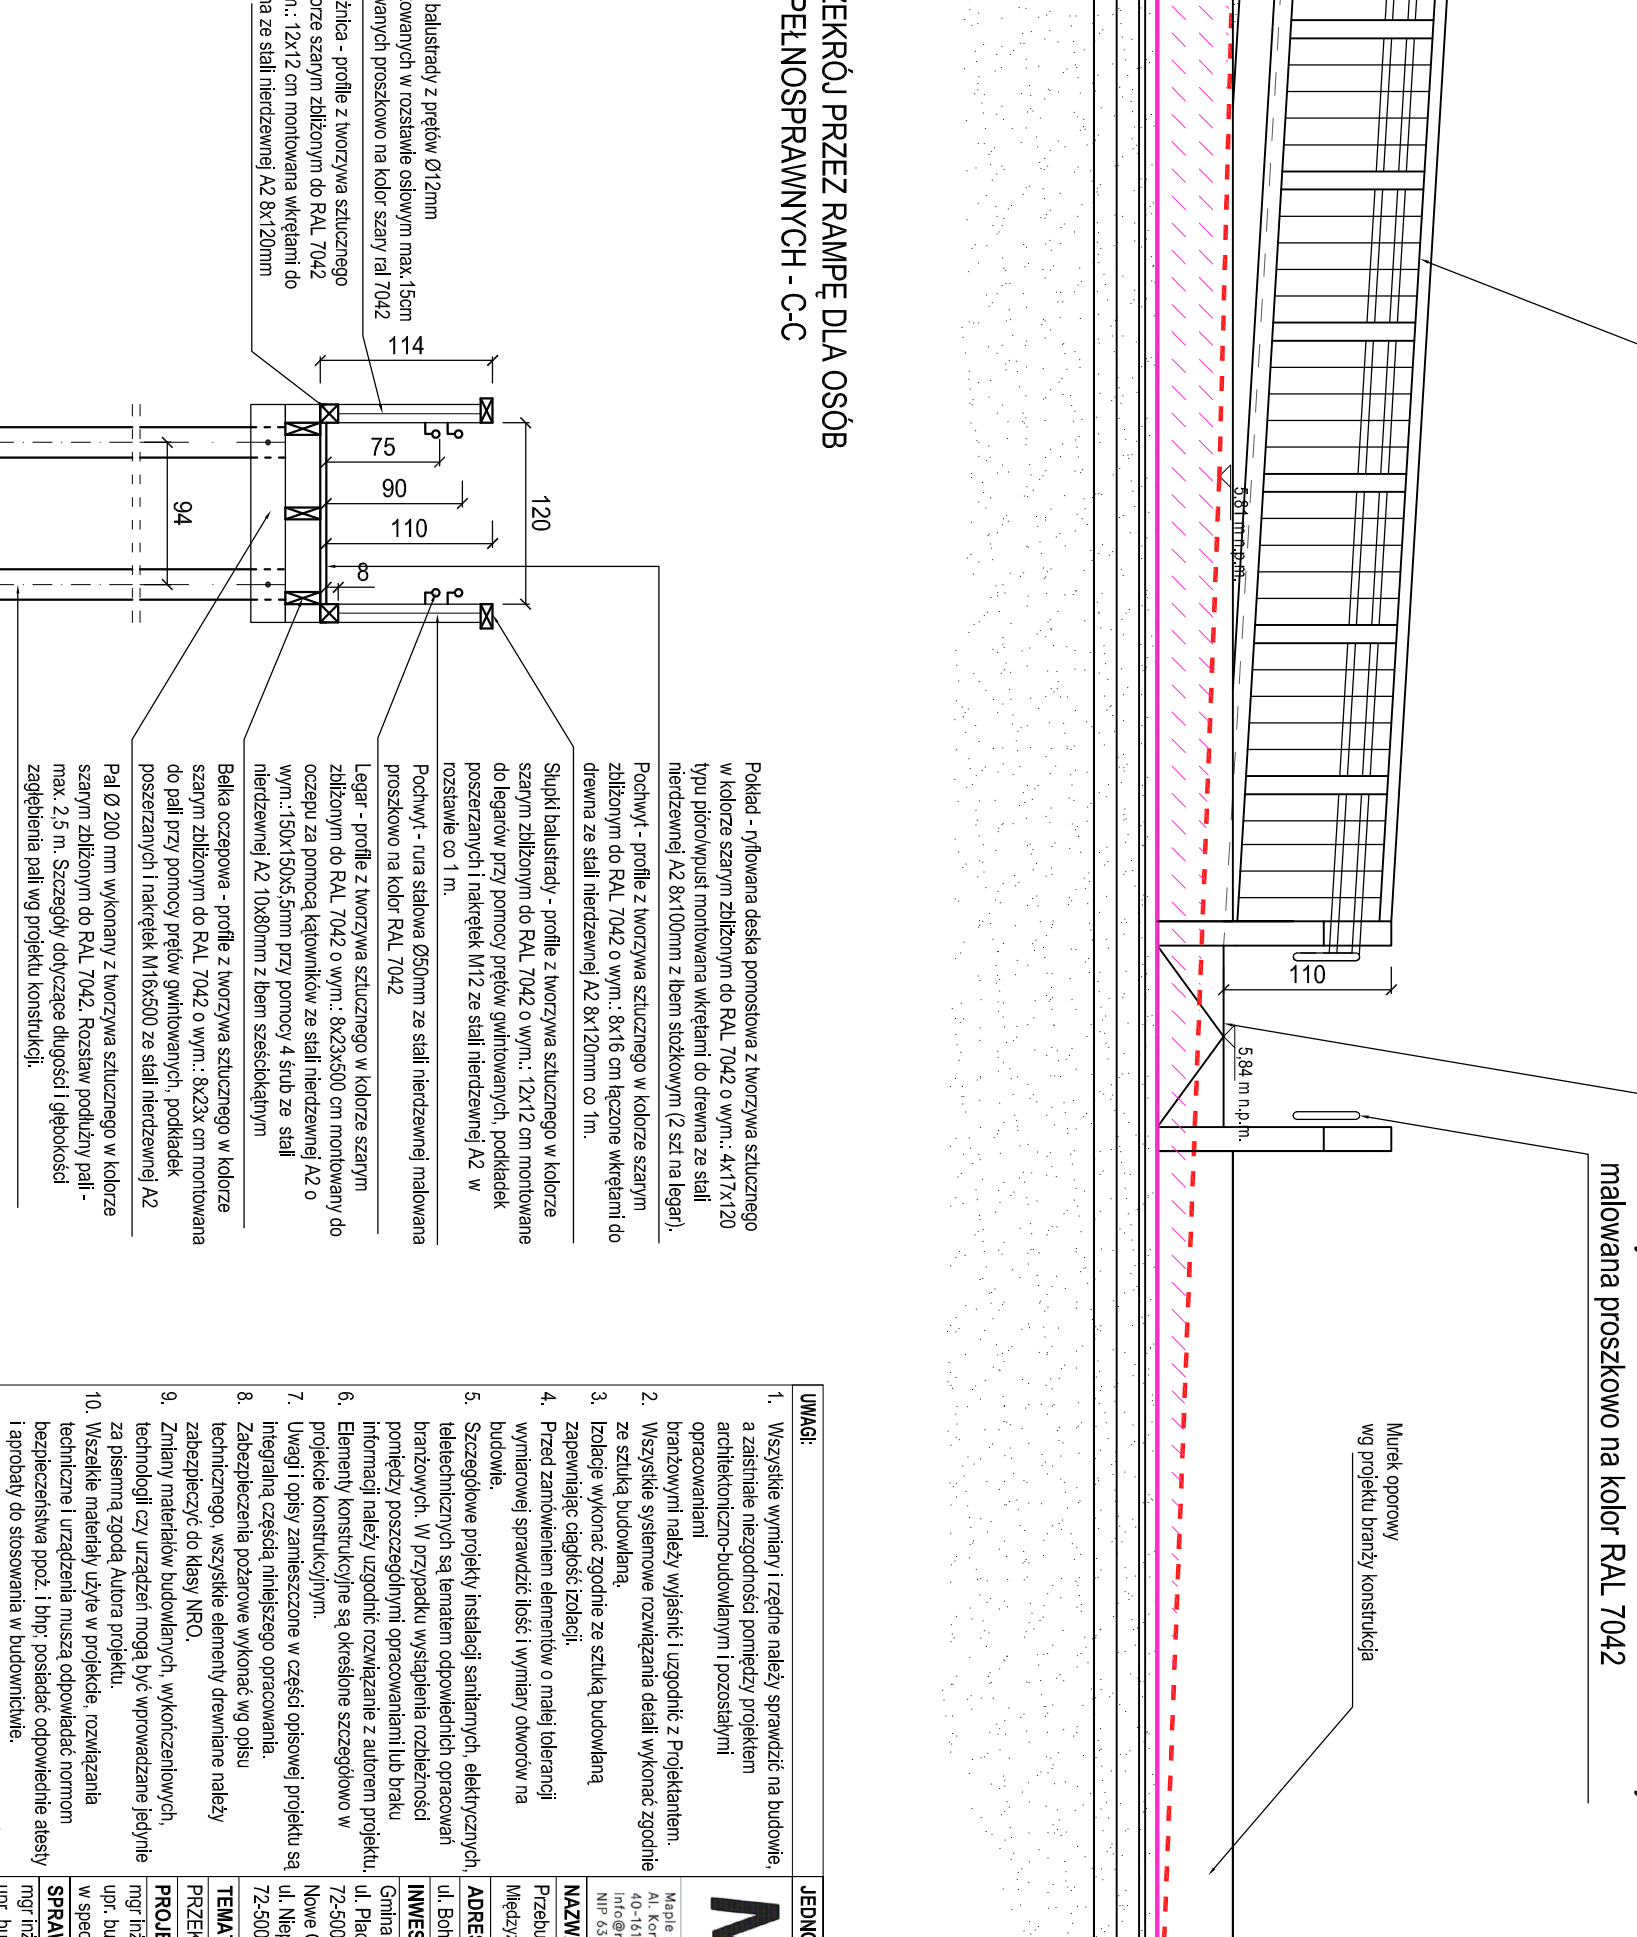 malowana proszkowo na kolor RAL 7042
Murek oporowy
wg projektu branży konstrukcja
110
5,84 m n.p.m.
5,81 m n.p.m.
PRZEZ RAMPĘ DLA OSÓB
C-C
balustrady z prętów Ø12mm
w rozstawie osiowym max.15cm
proszkowo na kolor szary ral 7042
- profile z tworzywa sztucznego
szarym zbliżonym do RAL 7042
12x12 cm montowana wkrętami do
ze stali nierdzewnej A2 8x120mm
114
75
90
110
120
8
94
Pokład - ryflowana deska pomostowa z tworzywa sztucznego
w kolorze szarym zbliżonym do RAL 7042 o wym.: 4x17x120
typu pióro/wpust montowana wkrętami do drewna ze stali
nierdzewnej A2 8x100mm z łbem stożkowym (2 szt na legar).
Pochwyt - profile z tworzywa sztucznego w kolorze szarym
zbliżonym do RAL 7042 o wym.: 8x16 cm łączone wkrętami do
drewna ze stali nierdzewnej A2 8x120mm co 1m.
Słupki balustrady - profile z tworzywa sztucznego w kolorze
szarym zbliżonym do RAL 7042 o wym.: 12x12 cm montowane
do legarów przy pomocy prętów gwintowanych, podkładek
poszerzanych i nakrętek M12 ze stali nierdzewnej A2 w
rozstawie co 1 m.
Pochwyt - rura stalowa Ø50mm ze stali nierdzewnej malowana
proszkowo na kolor RAL 7042
Legar - profile z tworzywa sztucznego w kolorze szarym
zbliżonym do RAL 7042 o wym.: 8x23x500 cm montowany do
oczepu za pomocą kątowników ze stali nierdzewnej A2 o
wym.:150x150x5,5mm przy pomocy 4 śrub ze stali
nierdzewnej A2 10x80mm z łbem sześciokątnym
Belka oczepowa - profile z tworzywa sztucznego w kolorze
szarym zbliżonym do RAL 7042 o wym.: 8x23x cm montowana
do pali przy pomocy prętów gwintowanych, podkładek
poszerzanych i nakrętek M16x500 ze stali nierdzewnej A2
Pal Ø 200 mm wykonany z tworzywa sztucznego w kolorze
szarym zbliżonym do RAL 7042. Rozstaw podłużny pali -
max. 2,5 m. Szczegóły dotyczące długości i głębokości
zagłębienia pali wg projektu konstrukcji.
UWAGI:
1. Wszystkie wymiary i rzędne należy sprawdzić na budowie,
a zaistniałe niezgodności pomiędzy projektem
architektoniczno-budowlanym i pozostałymi
opracowaniami
branżowymi należy wyjaśnić i uzgodnić z Projektantem.
2. Wszystkie systemowe rozwiązania detali wykonać zgodnie
ze sztuką budowlaną.
3. Izolacje wykonać zgodnie ze sztuką budowlaną
zapewniając ciągłość izolacji.
4. Przed zamówieniem elementów o małej tolerancji
wymiarowej sprawdzić ilość i wymiary otworów na
budowie.
5. Szczegółowe projekty instalacji sanitarnych, elektrycznych,
teletechnicznych są tematem odpowiednich opracowań
branżowych. W przypadku wystąpienia rozbieżności
pomiędzy poszczególnymi opracowaniami lub braku
informacji należy uzgodnić rozwiązanie z autorem projektu.
6. Elementy konstrukcyjne są określone szczegółowo w
projekcie konstrukcyjnym.
7. Uwagi i opisy zamieszczone w części opisowej projektu są
integralną częścią niniejszego opracowania.
8. Zabezpieczenia pożarowe wykonać wg opisu
technicznego, wszystkie elementy drewniane należy
zabezpieczyć do klasy NRO.
9. Zmiany materiałów budowlanych, wykończeniowych,
technologii czy urządzeń mogą być wprowadzane jedynie
za pisemną zgodą Autora projektu.
10. Wszelkie materiały użyte w projekcie, rozwiązania
techniczne i urządzenia muszą odpowiadać normom
bezpieczeństwa ppoż. i bhp; posiadać odpowiednie atesty
i aprobaty do stosowania w budownictwie.
Maple
Al.
40-161
NIP 63
Gmina
ul.
72-500
Nowe
ul.
72-500
mgr inż
upr.
w
mgr inż